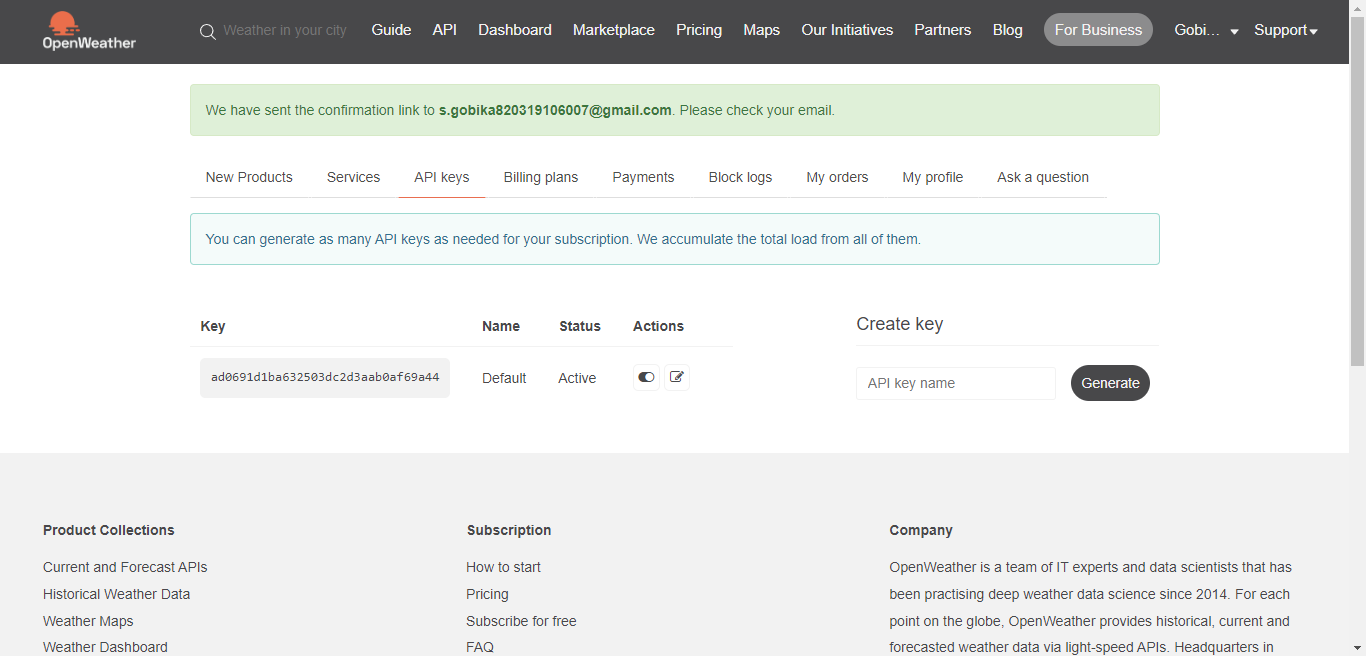 OpenWeather
Weather in your city
Guide
API
Dashboard
Marketplace
Pricing
Maps
Our Initiatives
Partners
Blog
For Business
Gobi...
Support
We have sent the confirmation link to s.gobika820319106007@gmail.com. Please check your email.
New Products
Services
API keys
Billing plans
Payments
Block logs
My orders
My profile
Ask a question
You can generate as many API keys as needed for your subscription. We accumulate the total load from all of them.
Key
Name
Status
Actions
ad0691d1ba632503dc2d3aab0af69a44
Default
Active
Create key
API key name
Generate
Product Collections
Current and Forecast APIs
Historical Weather Data
Weather Maps
Weather Dashboard
Subscription
How to start
Pricing
Subscribe for free
FAQ
Company
OpenWeather is a team of IT experts and data scientists that has
been practising deep weather data science since 2014. For each
point on the globe, OpenWeather provides historical, current and
forecasted weather data via light-speed APIs. Headquarters in